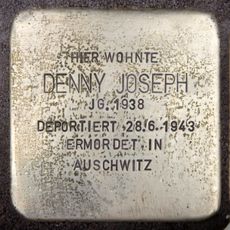 HIER WOHNTE
DENNY JOSEPH
JG. 1938
DEPORTIERT 28.6.1943
ERMORDET IN
AUSCHWITZ